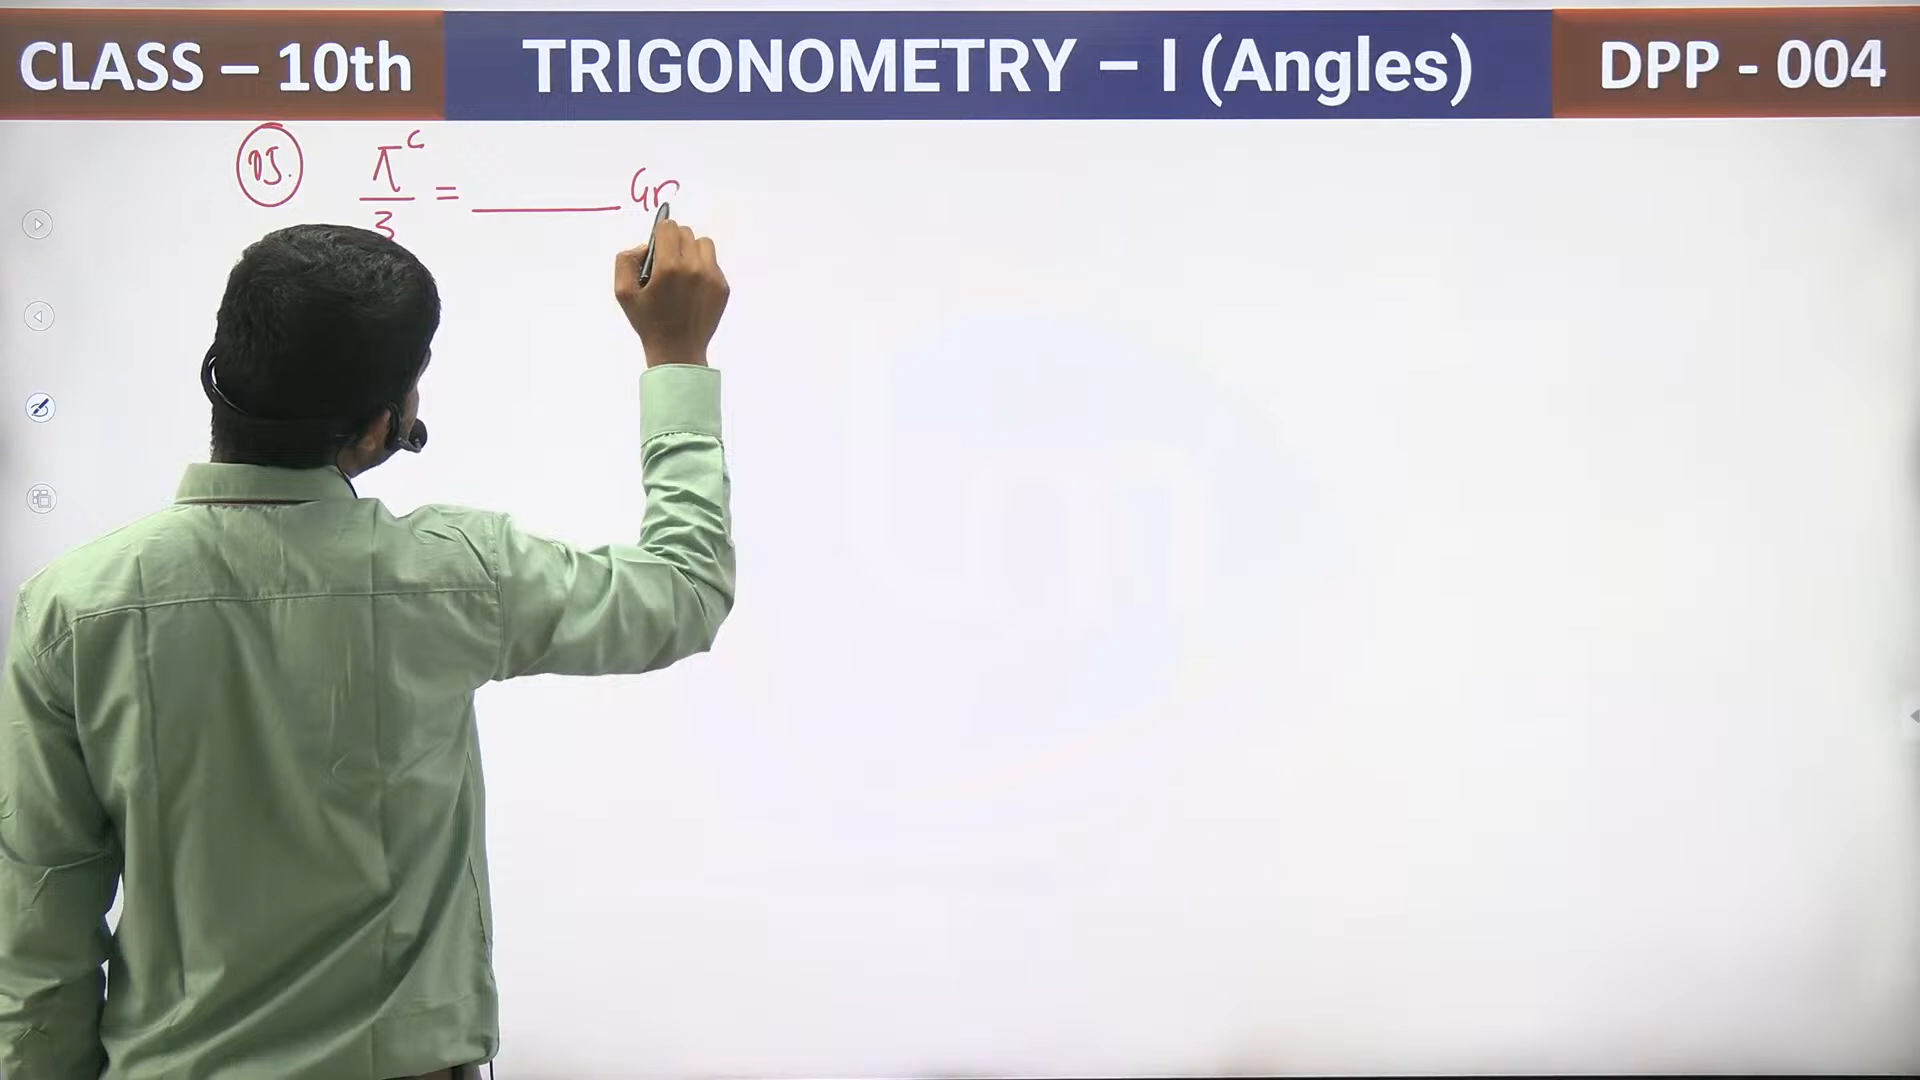 CLASS – 10th TRIGONOMETRY – I (Angles) DPP - 004
05. π^c/3 = ______ Gr